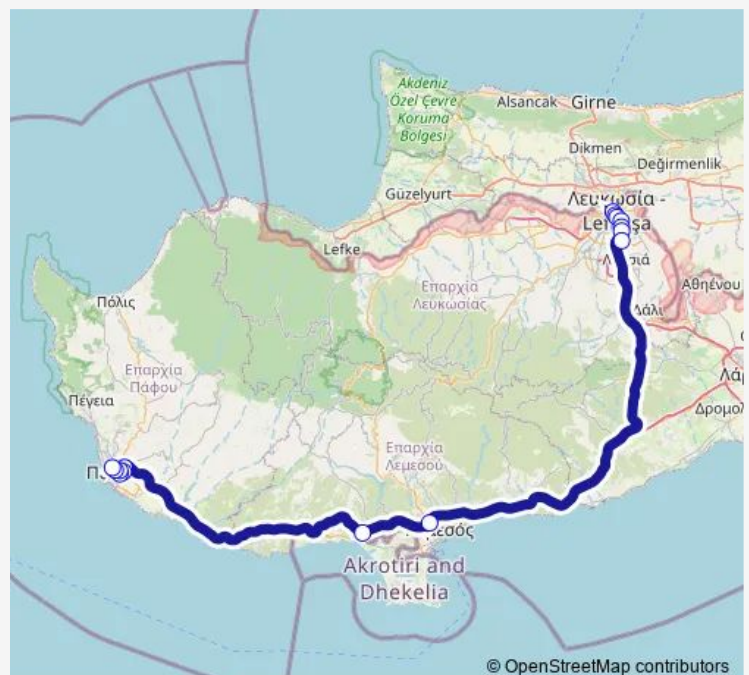 Akdeniz
Özel Çevre
Koruma
Bölgesi
Alsancak
Girne
Dikmen
Değirmenlik
Güzelyurt
Λευκωσία -
Lefke
Αθηένου
Πόλις
Επαρχία
Λευκωσίας
Δάλι
Επαρχία
Πάφου
Πέγεια
Επαρχία
Λεμεσού
Akrotiri and
Dhekelia
© OpenStreetMap contributors